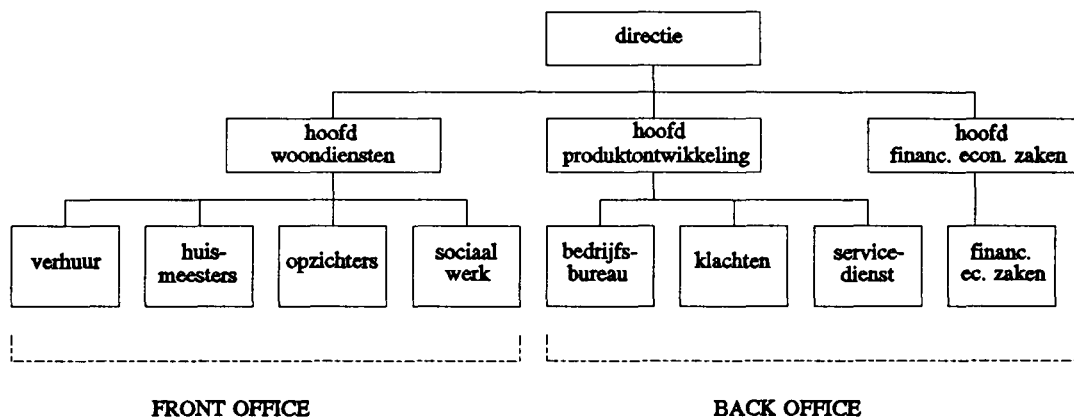 directie
hoofd
woondiensten
hoofd
produktontwikkeling
hoofd
financ. econ. zaken
verhuur
huis-
meesters
opzichters
sociaal
werk
bedrijfs-
bureau
klachten
service-
dienst
financ.
ec. zaken
FRONT OFFICE
BACK OFFICE